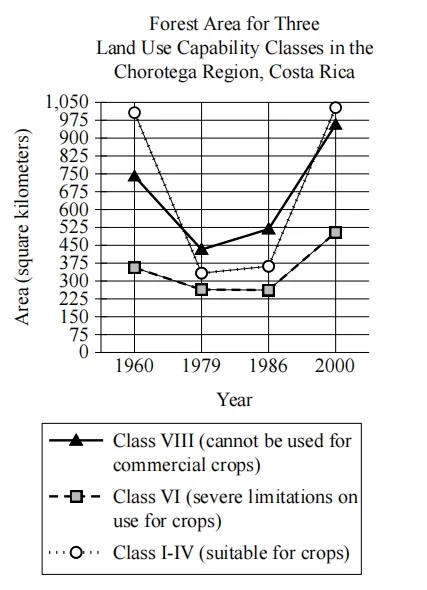 Forest Area for Three
Land Use Capability Classes in the
Chorotega Region, Costa Rica
Area (square kilometers)
1,050
975
900
825
750
675
600
525
450
375
300
225
150
75
0
1960 1979 1986 2000
Year
Class VIII (cannot be used for
commercial crops)
Class VI (severe limitations on
use for crops)
Class I-IV (suitable for crops)